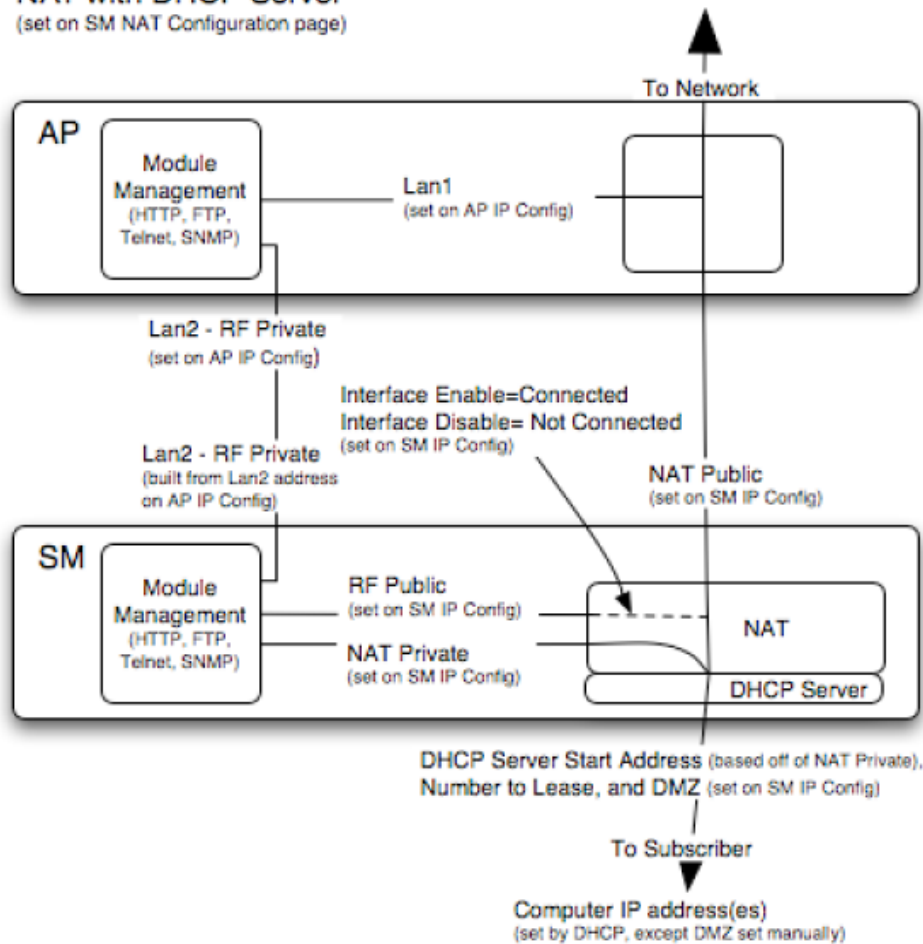 NAT with DHCP Server
(set on SM NAT Configuration page)
To Network
AP
Module
Management
(HTTP, FTP,
Telnet, SNMP)
Lan1
(set on AP IP Config)
Lan2 - RF Private
(set on AP IP Config)
Interface Enable=Connected
Interface Disable= Not Connected
(set on SM IP Config)
Lan2 - RF Private
(built from Lan2 address
on AP IP Config)
NAT Public
(set on SM IP Config)
SM
Module
Management
(HTTP, FTP,
Telnet, SNMP)
RF Public
(set on SM IP Config)
NAT Private
(set on SM IP Config)
NAT
DHCP Server
DHCP Server Start Address (based off of NAT Private),
Number to Lease, and DMZ (set on SM IP Config)
To Subscriber
Computer IP address(es)
(set by DHCP, except DMZ set manually)